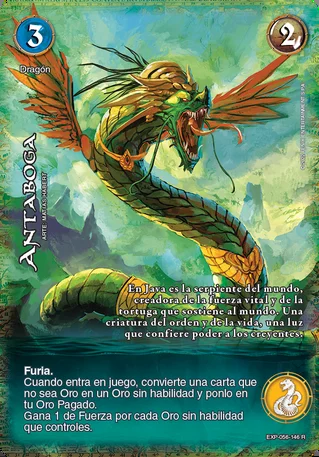 3
2
Dragón
ANTABOGA
ARTE: MATÍAS HABERT
En Java es la serpiente del mundo,
creadora de la fuerza vital y de la
tortuga que sostiene al mundo. Una
criatura del orden y de la vida, una luz
que confiere poder a los creyentes.
Furia.
Cuando entra en juego, convierte una carta que
no sea Oro en un Oro sin habilidad y ponlo en
tu Oro Pagado.
Gana 1 de Fuerza por cada Oro sin habilidad
que controles.
EXP-056-146 R